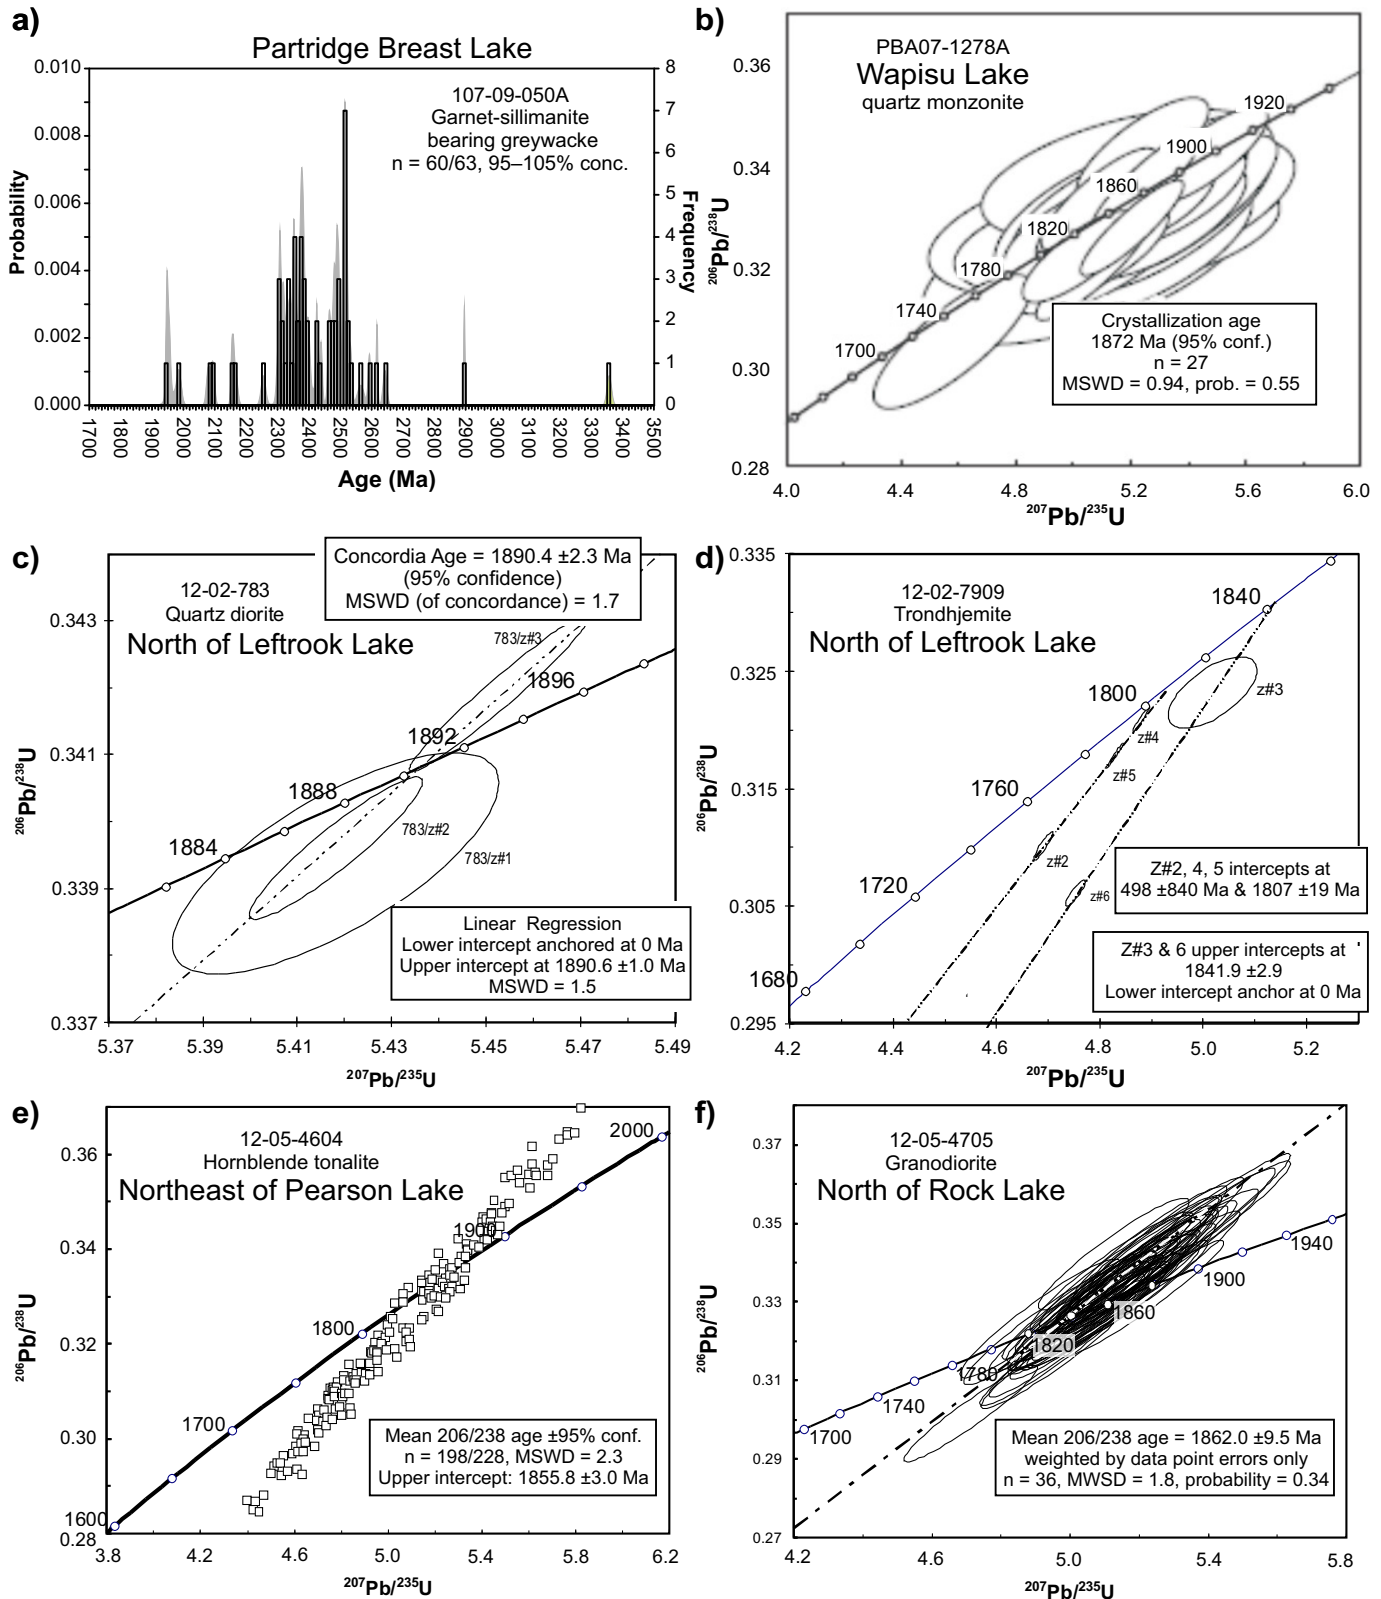 a)
Partridge Breast Lake
107-09-050A
Garnet-sillimanite
bearing greywacke
n = 60/63, 95–105% conc.
0.010
0.008
0.006
0.004
0.002
0.000
Probability
8
7
6
5
4
3
2
1
0
Frequency
1700
1800
1900
2000
2100
2200
2300
2400
2500
2600
2700
2800
2900
3000
3100
3200
3300
3400
3500
Age (Ma)
b)
PBA07-1278A
Wapisu Lake
quartz monzonite
0.36
0.34
0.32
0.30
0.28
206Pb/238U
1920
1900
1860
1820
1780
1740
1700
Crystallization age
1872 Ma (95% conf.)
n = 27
MSWD = 0.94, prob. = 0.55
4.0
4.4
4.8
5.2
5.6
6.0
207Pb/235U
c)
Concordia Age = 1890.4 ±2.3 Ma
(95% confidence)
MSWD (of concordance) = 1.7
12-02-783
Quartz diorite
North of Leftrook Lake
0.343
0.341
0.339
0.337
206Pb/238U
783/z#3
1896
1892
1888
1884
783/z#2
783/z#1
Linear Regression
Lower intercept anchored at 0 Ma
Upper intercept at 1890.6 ±1.0 Ma
MSWD = 1.5
5.37
5.39
5.41
5.43
5.45
5.47
5.49
207Pb/235U
d)
12-02-7909
Trondhjemite
North of Leftrook Lake
0.335
0.325
0.315
0.305
0.295
206Pb/238U
1840
1800
1760
1720
1680
z#3
z#4
z#5
z#2
z#6
Z#2, 4, 5 intercepts at
498 ±840 Ma & 1807 ±19 Ma
Z#3 & 6 upper intercepts at
1841.9 ±2.9
Lower intercept anchor at 0 Ma
4.2
4.4
4.6
4.8
5.0
5.2
207Pb/235U
e)
12-05-4604
Hornblende tonalite
Northeast of Pearson Lake
0.36
0.34
0.32
0.30
0.28
206Pb/238U
2000
1900
1800
1700
1600
Mean 206/238 age ±95% conf.
n = 198/228, MSWD = 2.3
Upper intercept: 1855.8 ±3.0 Ma
3.8
4.2
4.6
5.0
5.4
5.8
6.2
207Pb/235U
f)
12-05-4705
Granodiorite
North of Rock Lake
0.37
0.35
0.33
0.31
0.29
0.27
206Pb/238U
1940
1900
1860
1820
1780
1740
1700
Mean 206/238 age = 1862.0 ±9.5 Ma
weighted by data point errors only
n = 36, MWSD = 1.8, probability = 0.34
4.2
4.6
5.0
5.4
5.8
207Pb/235U